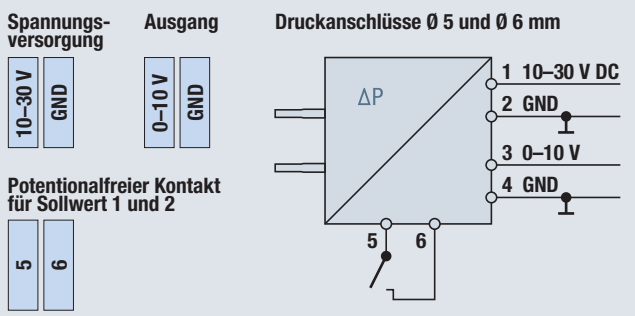 Spannungs-
versorgung
10–30 V
GND
Ausgang
0–10 V
GND
Potentionalfreier Kontakt
für Sollwert 1 und 2
5
6
Druckanschlüsse Ø 5 und Ø 6 mm
ΔP
1 10–30 V DC
2 GND
3 0–10 V
4 GND
5 6